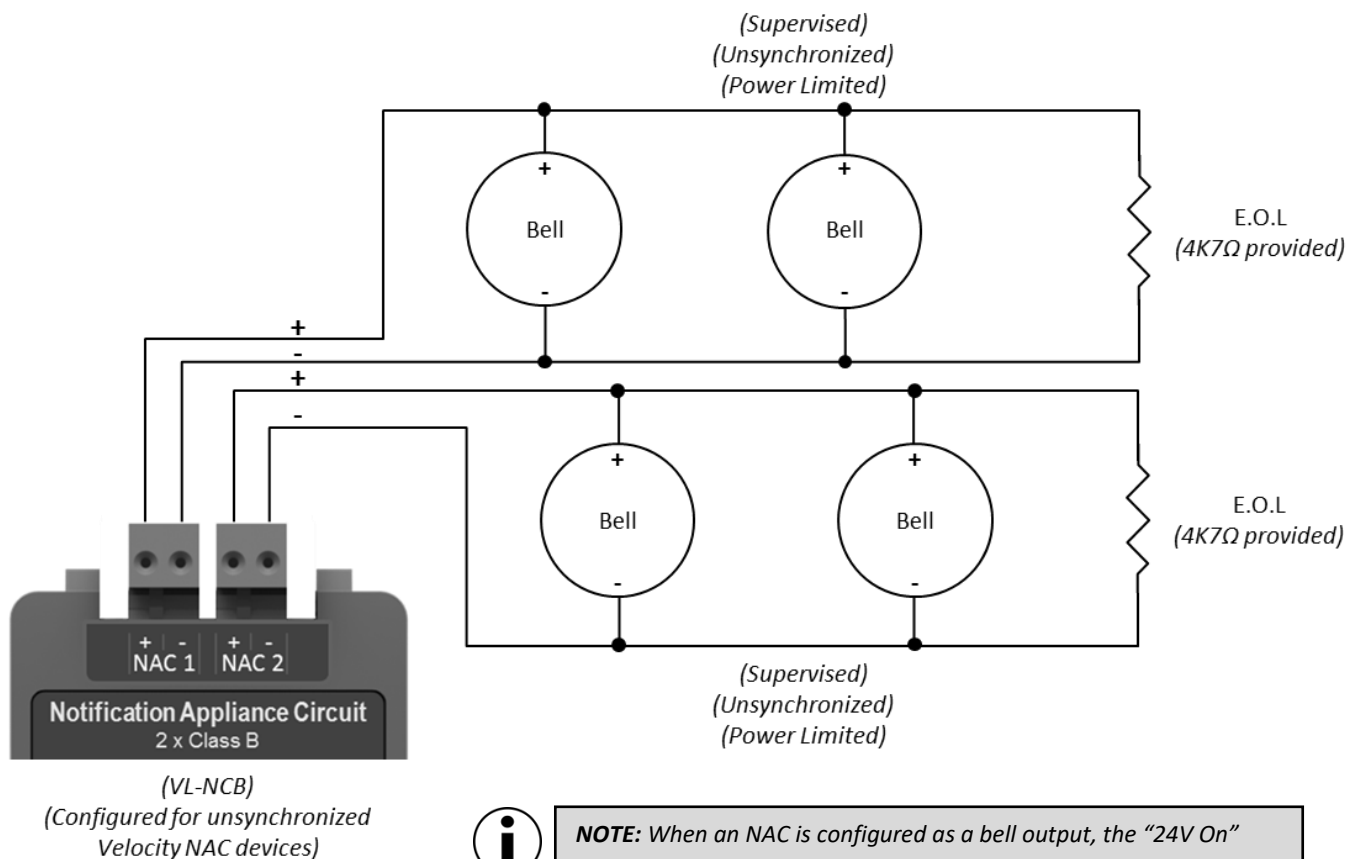 (Supervised)
(Unsynchronized)
(Power Limited)
+
+
Bell
Bell
-
-
E.O.L
(4K7Ω provided)
+
-
+
-
+
+
Bell
Bell
-
-
E.O.L
(4K7Ω provided)
+ - + -
NAC 1 NAC 2
Notification Appliance Circuit
2 x Class B
(Supervised)
(Unsynchronized)
(Power Limited)
(VL-NCB)
(Configured for unsynchronized
Velocity NAC devices)
i
NOTE: When an NAC is configured as a bell output, the “24V On”